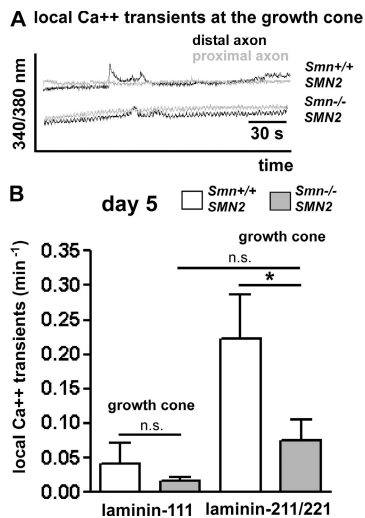 A local Ca++ transients at the growth cone
distal axon
proximal axon
Smn+/+
SMN2
Smn-/-
SMN2
340/380 nm
30 s
time
B
day 5
Smn+/+
SMN2
Smn-/-
SMN2
growth cone
n.s.
*
growth cone
n.s.
local Ca++ transients (min⁻¹)
0.35
0.30
0.25
0.20
0.15
0.10
0.05
0.00
laminin-111 laminin-211/221